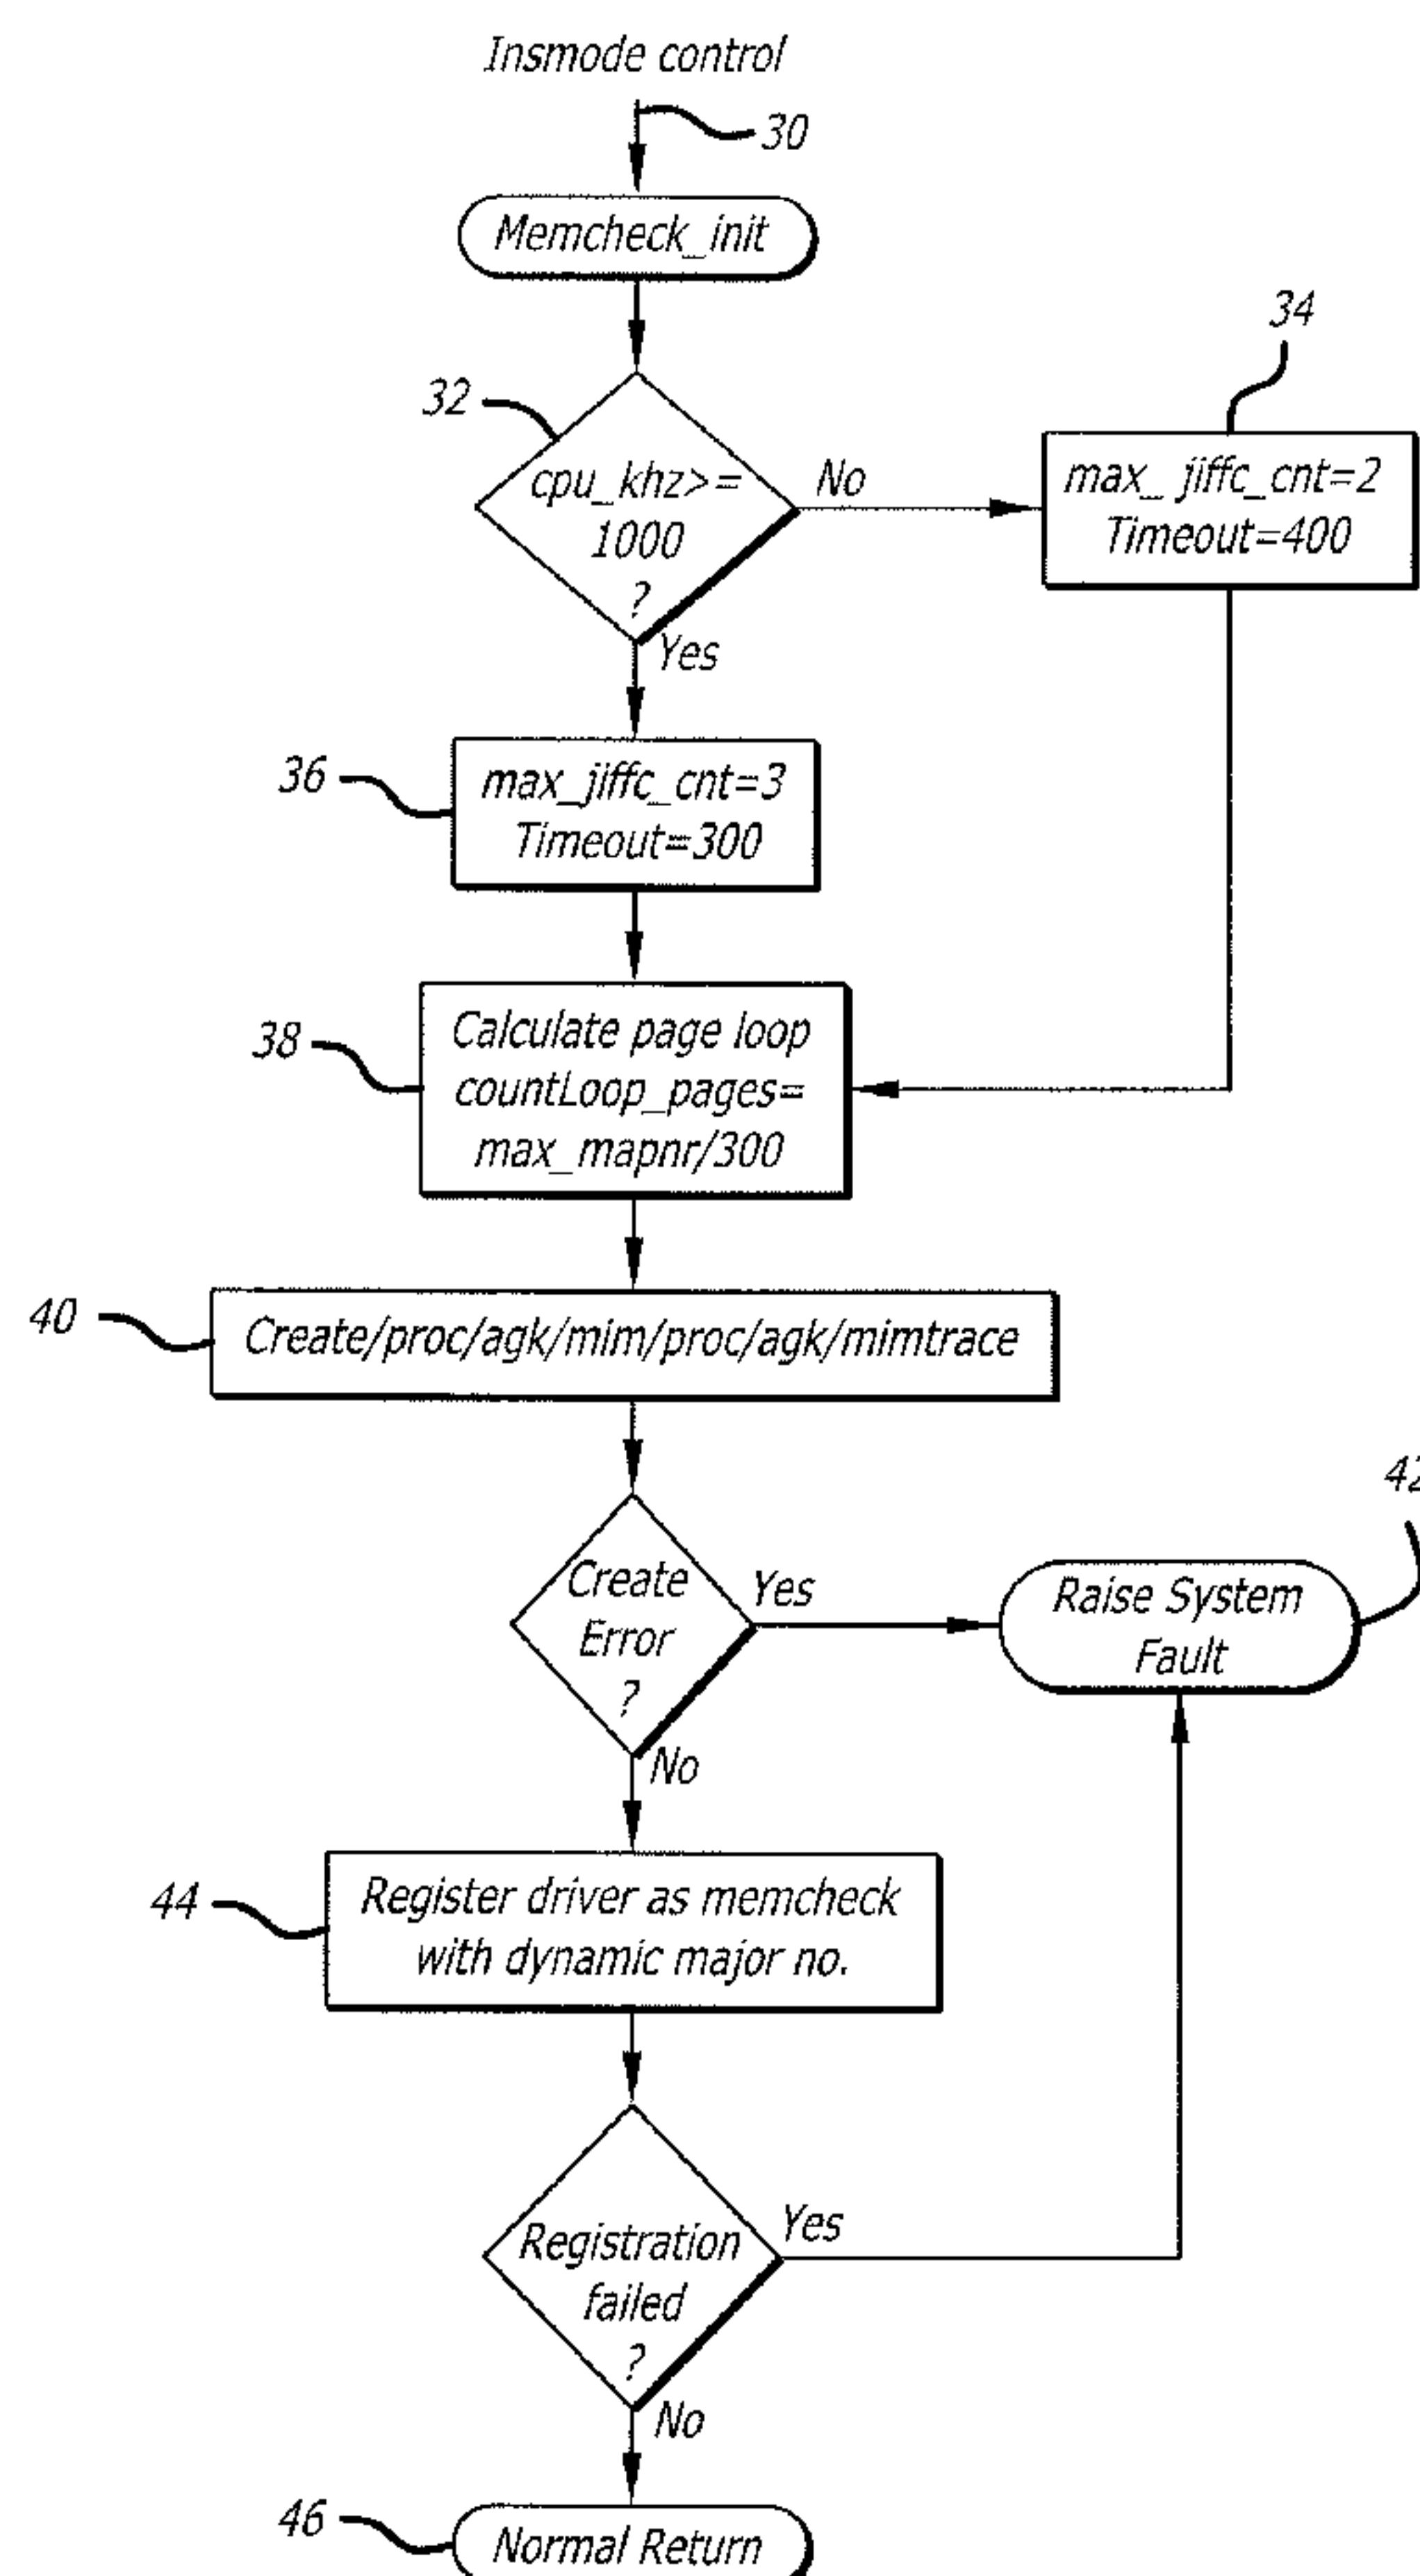 Insmode control
30
Memcheck_init
34
32
cpu_khz>=
1000
?
No
max_ jiffc_cnt=2
Timeout=400
Yes
36
max_jiffc_cnt=3
Timeout=300
38
Calculate page loop
countLoop_pages=
max_mapnr/300
40
Create/proc/agk/mim/proc/agk/mimtrace
42
Create
Error
?
Yes
Raise System
Fault
No
44
Register driver as memcheck
with dynamic major no.
Registration
failed
?
Yes
No
46
Normal Return